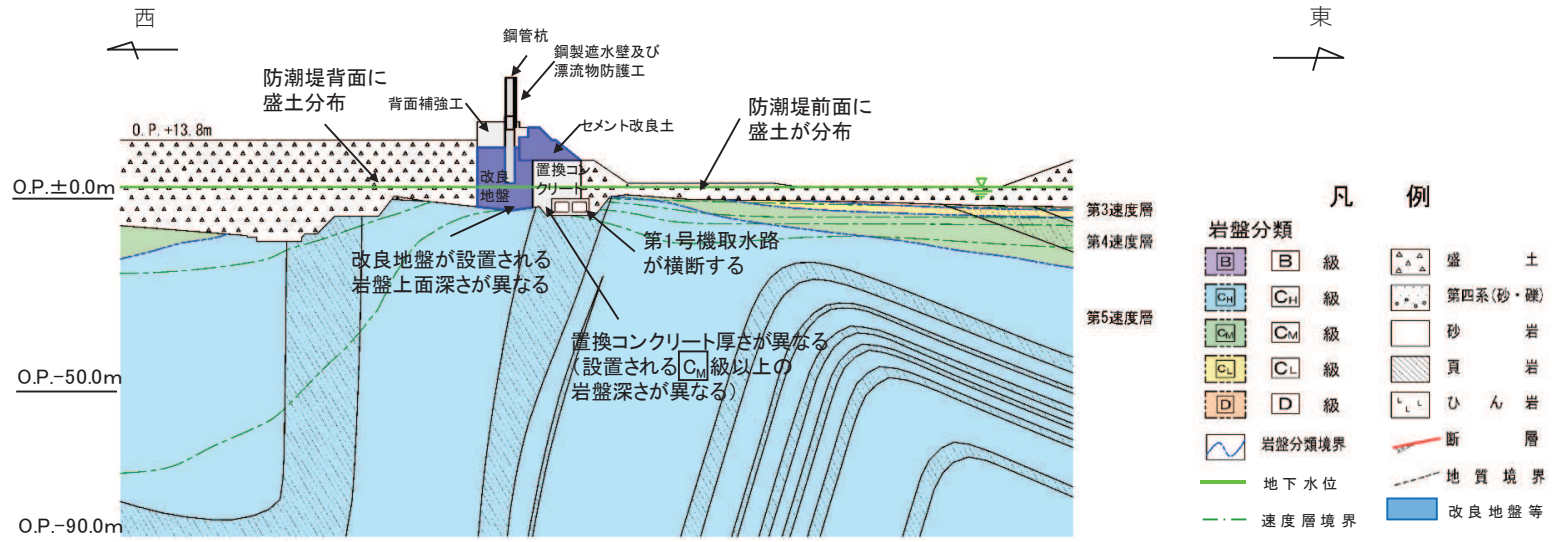 西
東
鋼管杭
鋼製遮水壁及び
漂流物防護工
防潮堤背面に
盛土分布
背面補強工
セメント改良土
防潮堤前面に
盛土が分布
O.P.+13.8m
O.P.±0.0m
改良
地盤
置換コン
クリート
第3速度層
第4速度層
第5速度層
改良地盤が設置される
岩盤上面深さが異なる
第1号機取水路
が横断する
置換コンクリート厚さが異なる
(設置されるCM級以上の
岩盤深さが異なる)
O.P.-50.0m
O.P.-90.0m
凡例
岩盤分類
B B 級
CH CH 級
CM CM 級
CL CL 級
D D 級
岩盤分類境界
地下水位
速度層境界
盛土
第四系(砂・礫)
砂岩
頁岩
ひん岩
断層
地質境界
改良地盤等